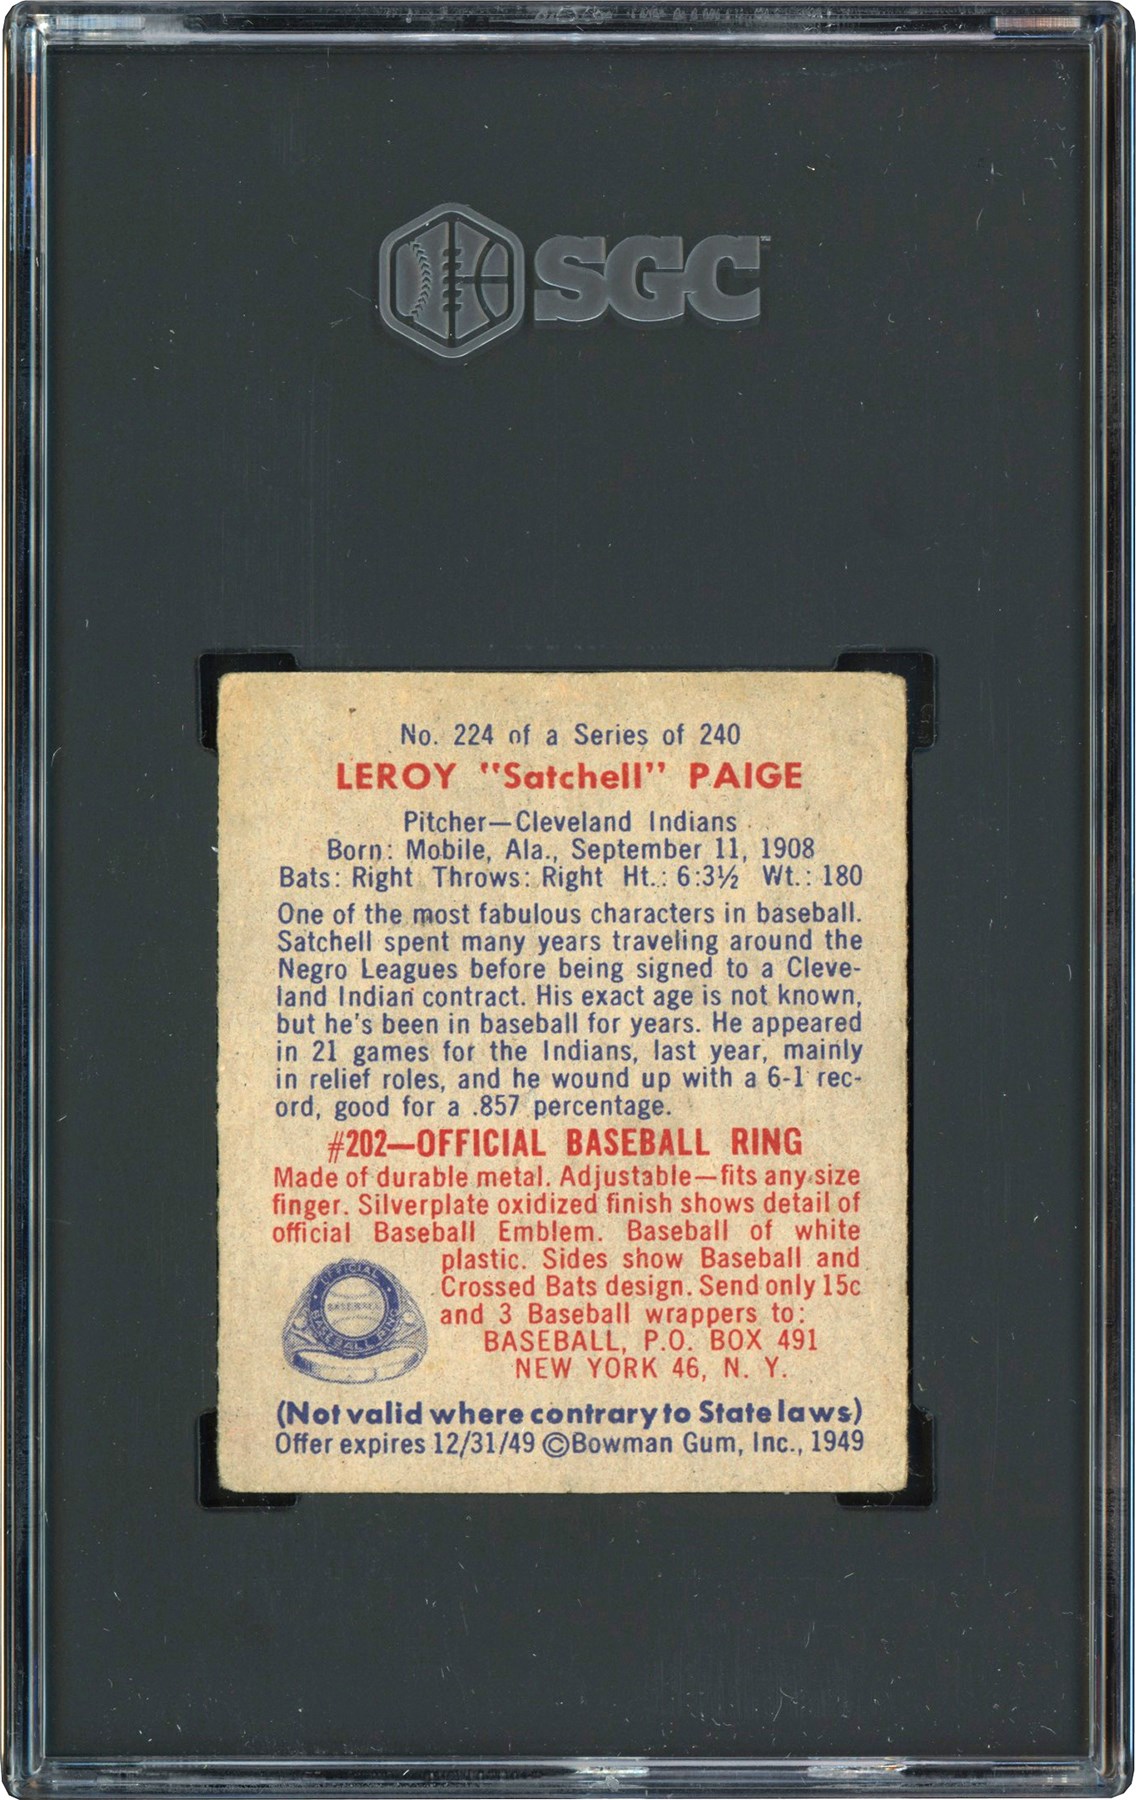 SGC™
No. 224 of a Series of 240
LEROY "Satchell" PAIGE
Pitcher—Cleveland Indians
Born: Mobile, Ala., September 11, 1908
Bats: Right Throws: Right Ht.: 6:3½ Wt.: 180
One of the most fabulous characters in baseball.
Satchell spent many years traveling around the
Negro Leagues before being signed to a Cleve-
land Indian contract. His exact age is not known,
but he's been in baseball for years. He appeared
in 21 games for the Indians, last year, mainly
in relief roles, and he wound up with a 6-1 rec-
ord, good for a .857 percentage.
#202—OFFICIAL BASEBALL RING
Made of durable metal. Adjustable—fits any size
finger. Silverplate oxidized finish shows detail of
official Baseball Emblem. Baseball of white
plastic. Sides show Baseball and
Crossed Bats design. Send only 15c
and 3 Baseball wrappers to:
BASEBALL, P.O. BOX 491
NEW YORK 46, N. Y.
OFFICIAL
BASEBALL
BASEBALL RING
(Not valid where contrary to State laws)
Offer expires 12/31/49 ©Bowman Gum, Inc., 1949